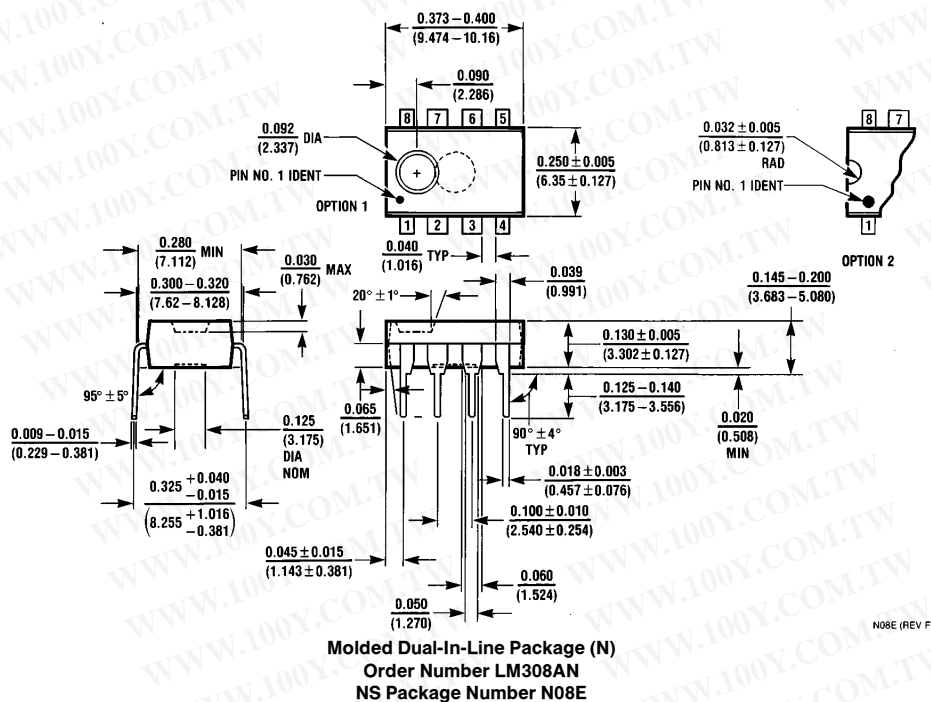 0.373 – 0.400
(9.474 – 10.16)
0.090
(2.286)
8 7 6 5
0.092 DIA
(2.337)
PIN NO. 1 IDENT
OPTION 1
1 2 3 4
0.250 ± 0.005
(6.35 ± 0.127)
0.032 ± 0.005
(0.813 ± 0.127)
RAD
PIN NO. 1 IDENT
8 7
1
OPTION 2
0.280 MIN
(7.112)
0.300 – 0.320
(7.62 – 8.128)
0.030 MAX
(0.762)
0.040 TYP
(1.016)
20° ± 1°
0.039
(0.991)
0.145 – 0.200
(3.683 – 5.080)
0.130 ± 0.005
(3.302 ± 0.127)
0.125 – 0.140
(3.175 – 3.556)
0.020
(0.508)
MIN
95° ± 5°
0.009 – 0.015
(0.229 – 0.381)
0.125
(3.175)
DIA
NOM
0.065
(1.651)
90° ± 4°
TYP
0.018 ± 0.003
(0.457 ± 0.076)
0.325 +0.040 −0.015
(8.255 +1.016 −0.381)
0.100 ± 0.010
(2.540 ± 0.254)
0.045 ± 0.015
(1.143 ± 0.381)
0.060
(1.524)
0.050
(1.270)
N08E (REV F
Molded Dual-In-Line Package (N)
Order Number LM308AN
NS Package Number N08E
WWW.100Y.COM.TW